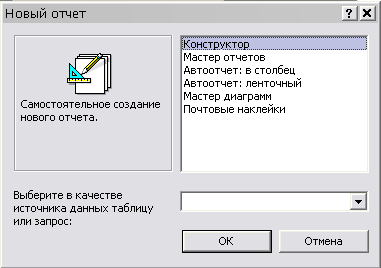 Новый отчет
Самостоятельное создание
нового отчета.
Конструктор
Мастер отчетов
Автоотчет: в столбец
Автоотчет: ленточный
Мастер диаграмм
Почтовые наклейки
Выберите в качестве
источника данных таблицу
или запрос:
ОК
Отмена